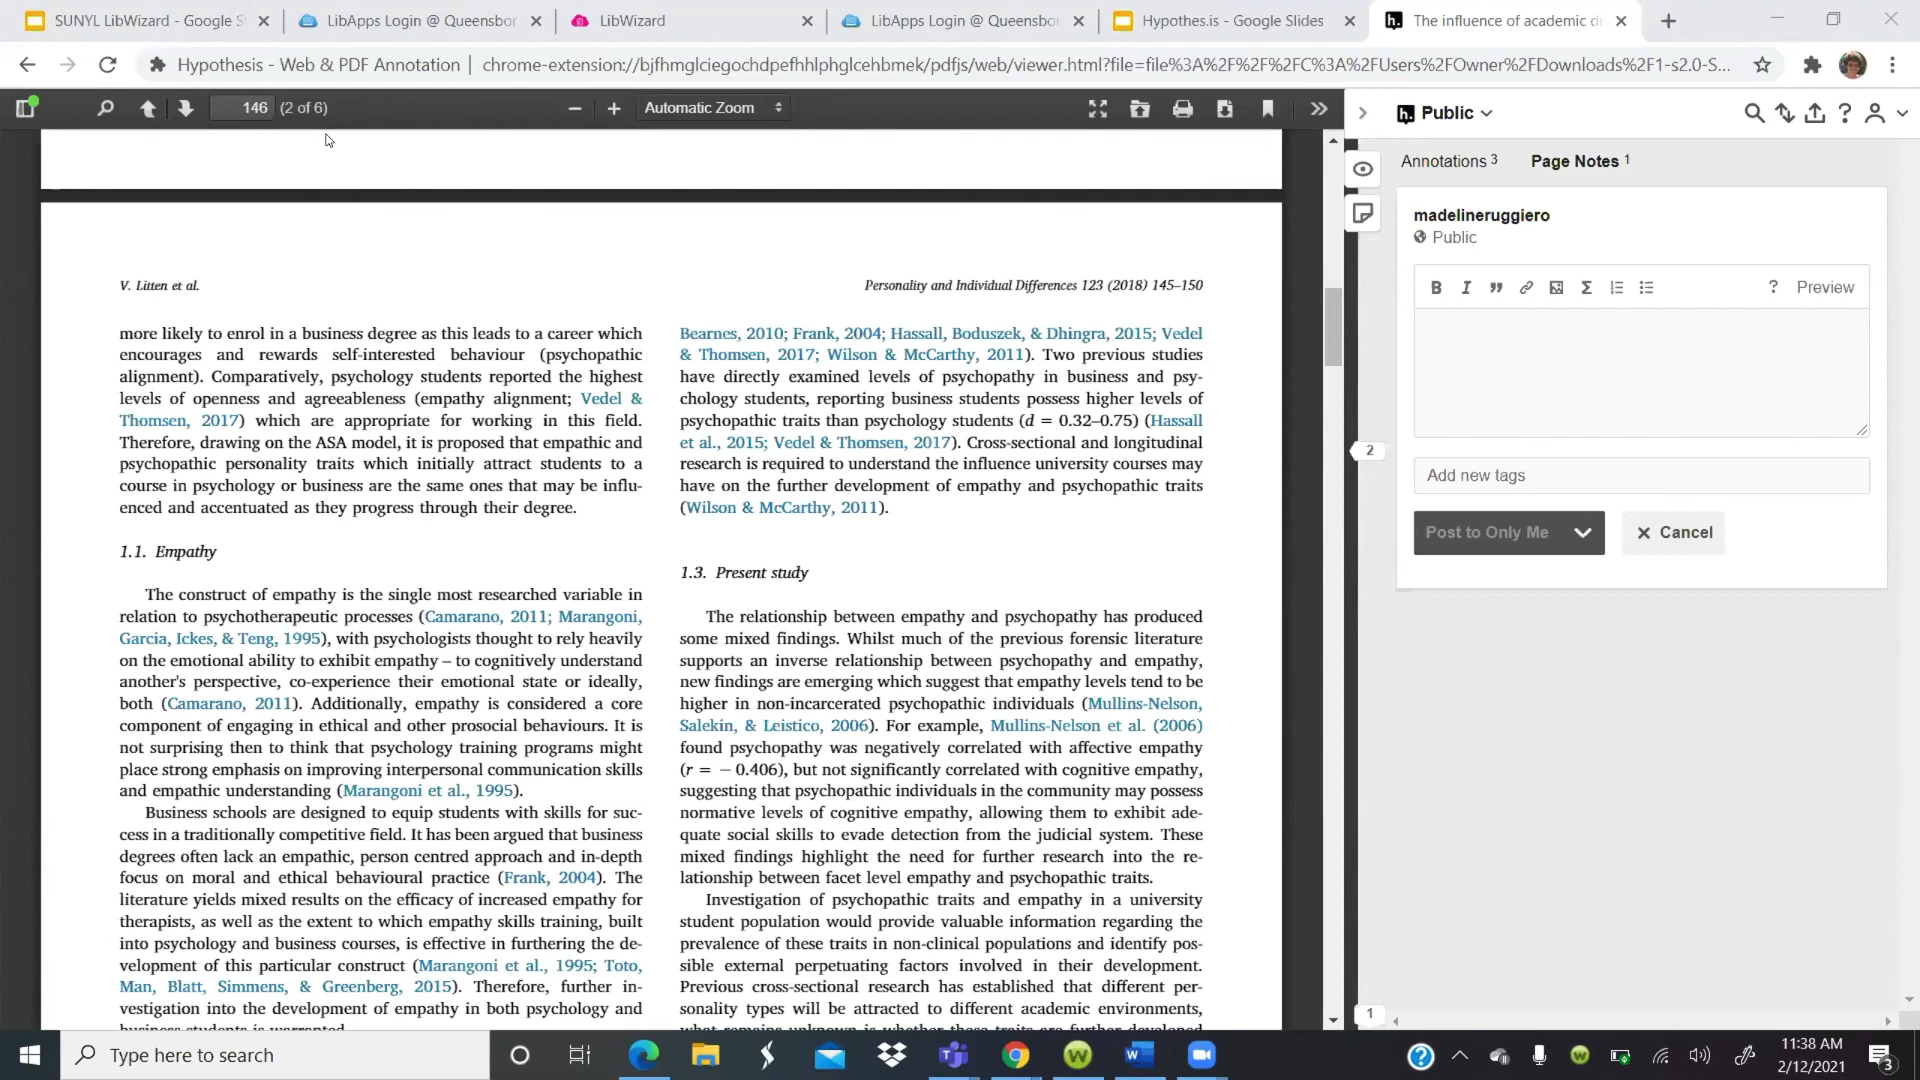 SUNYL LibWizard - Google S
LibApps Login @ Queensbor
LibWizard
LibApps Login @ Queensbo
Hypothes.is - Google Slides
The influence of academic d
Hypothesis - Web & PDF Annotation
chrome-extension://bjfhmglciegochdpefhhlphglcehbmek/pdfjs/web/viewer.html?file=file%3A%2F%2F%2FC%3A%2FUsers%2FOwner%2FDownloads%2F1-s2.0-S...
146 (2 of 6)
Automatic Zoom
V. Litten et al.
Personality and Individual Differences 123 (2018) 145–150
more likely to enrol in a business degree as this leads to a career which
encourages and rewards self-interested behaviour (psychopathic
alignment). Comparatively, psychology students reported the highest
levels of openness and agreeableness (empathy alignment; Vedel &
Thomsen, 2017) which are appropriate for working in this field.
Therefore, drawing on the ASA model, it is proposed that empathic and
psychopathic personality traits which initially attract students to a
course in psychology or business are the same ones that may be influ-
enced and accentuated as they progress through their degree.
1.1. Empathy
The construct of empathy is the single most researched variable in
relation to psychotherapeutic processes (Camarano, 2011; Marangoni,
Garcia, Ickes, & Teng, 1995), with psychologists thought to rely heavily
on the emotional ability to exhibit empathy – to cognitively understand
another's perspective, co-experience their emotional state or ideally,
both (Camarano, 2011). Additionally, empathy is considered a core
component of engaging in ethical and other prosocial behaviours. It is
not surprising then to think that psychology training programs might
place strong emphasis on improving interpersonal communication skills
and empathic understanding (Marangoni et al., 1995).
Business schools are designed to equip students with skills for suc-
cess in a traditionally competitive field. It has been argued that business
degrees often lack an empathic, person centred approach and in-depth
focus on moral and ethical behavioural practice (Frank, 2004). The
literature yields mixed results on the efficacy of increased empathy for
therapists, as well as the extent to which empathy skills training, built
into psychology and business courses, is effective in furthering the de-
velopment of this particular construct (Marangoni et al., 1995; Toto,
Man, Blatt, Simmens, & Greenberg, 2015). Therefore, further in-
vestigation into the development of empathy in both psychology and
business students is warranted.
Bearnes, 2010; Frank, 2004; Hassall, Boduszek, & Dhingra, 2015; Vedel
& Thomsen, 2017; Wilson & McCarthy, 2011). Two previous studies
have directly examined levels of psychopathy in business and psy-
chology students, reporting business students possess higher levels of
psychopathic traits than psychology students (d = 0.32–0.75) (Hassall
et al., 2015; Vedel & Thomsen, 2017). Cross-sectional and longitudinal
research is required to understand the influence university courses may
have on the further development of empathy and psychopathic traits
(Wilson & McCarthy, 2011).
1.3. Present study
The relationship between empathy and psychopathy has produced
some mixed findings. Whilst much of the previous forensic literature
supports an inverse relationship between psychopathy and empathy,
new findings are emerging which suggest that empathy levels tend to be
higher in non-incarcerated psychopathic individuals (Mullins-Nelson,
Salekin, & Leistico, 2006). For example, Mullins-Nelson et al. (2006)
found psychopathy was negatively correlated with affective empathy
(r = − 0.406), but not significantly correlated with cognitive empathy,
suggesting that psychopathic individuals in the community may possess
normative levels of cognitive empathy, allowing them to exhibit ade-
quate social skills to evade detection from the judicial system. These
mixed findings highlight the need for further research into the re-
lationship between facet level empathy and psychopathic traits.
Investigation of psychopathic traits and empathy in a university
student population would provide valuable information regarding the
prevalence of these traits in non-clinical populations and identify pos-
sible external perpetuating factors involved in their development.
Previous cross-sectional research has established that different per-
sonality types will be attracted to different academic environments,
what remains unknown is whether these traits are further developed
Public
Annotations 3
Page Notes 1
madelineruggiero
Public
B I ? Preview
2
Add new tags
Post to Only Me
Cancel
1
Type here to search
11:38 AM
2/12/2021
3